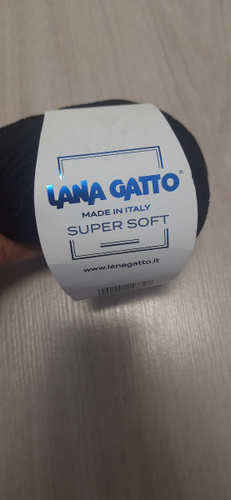 LANA GATTO®
MADE IN ITALY
SUPER SOFT
www.lanagatto.it